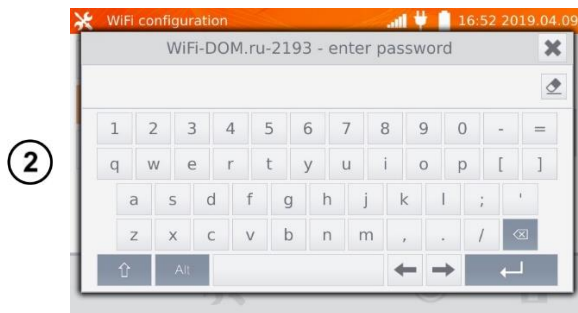 WiFi configuration 16:52 2019.04.09
WiFi-DOM.ru-2193 - enter password
2
1 2 3 4 5 6 7 8 9 0 - =
q w e r t y u i o p [ ]
a s d f g h j k l ; '
z x c v b n m , . /
Alt